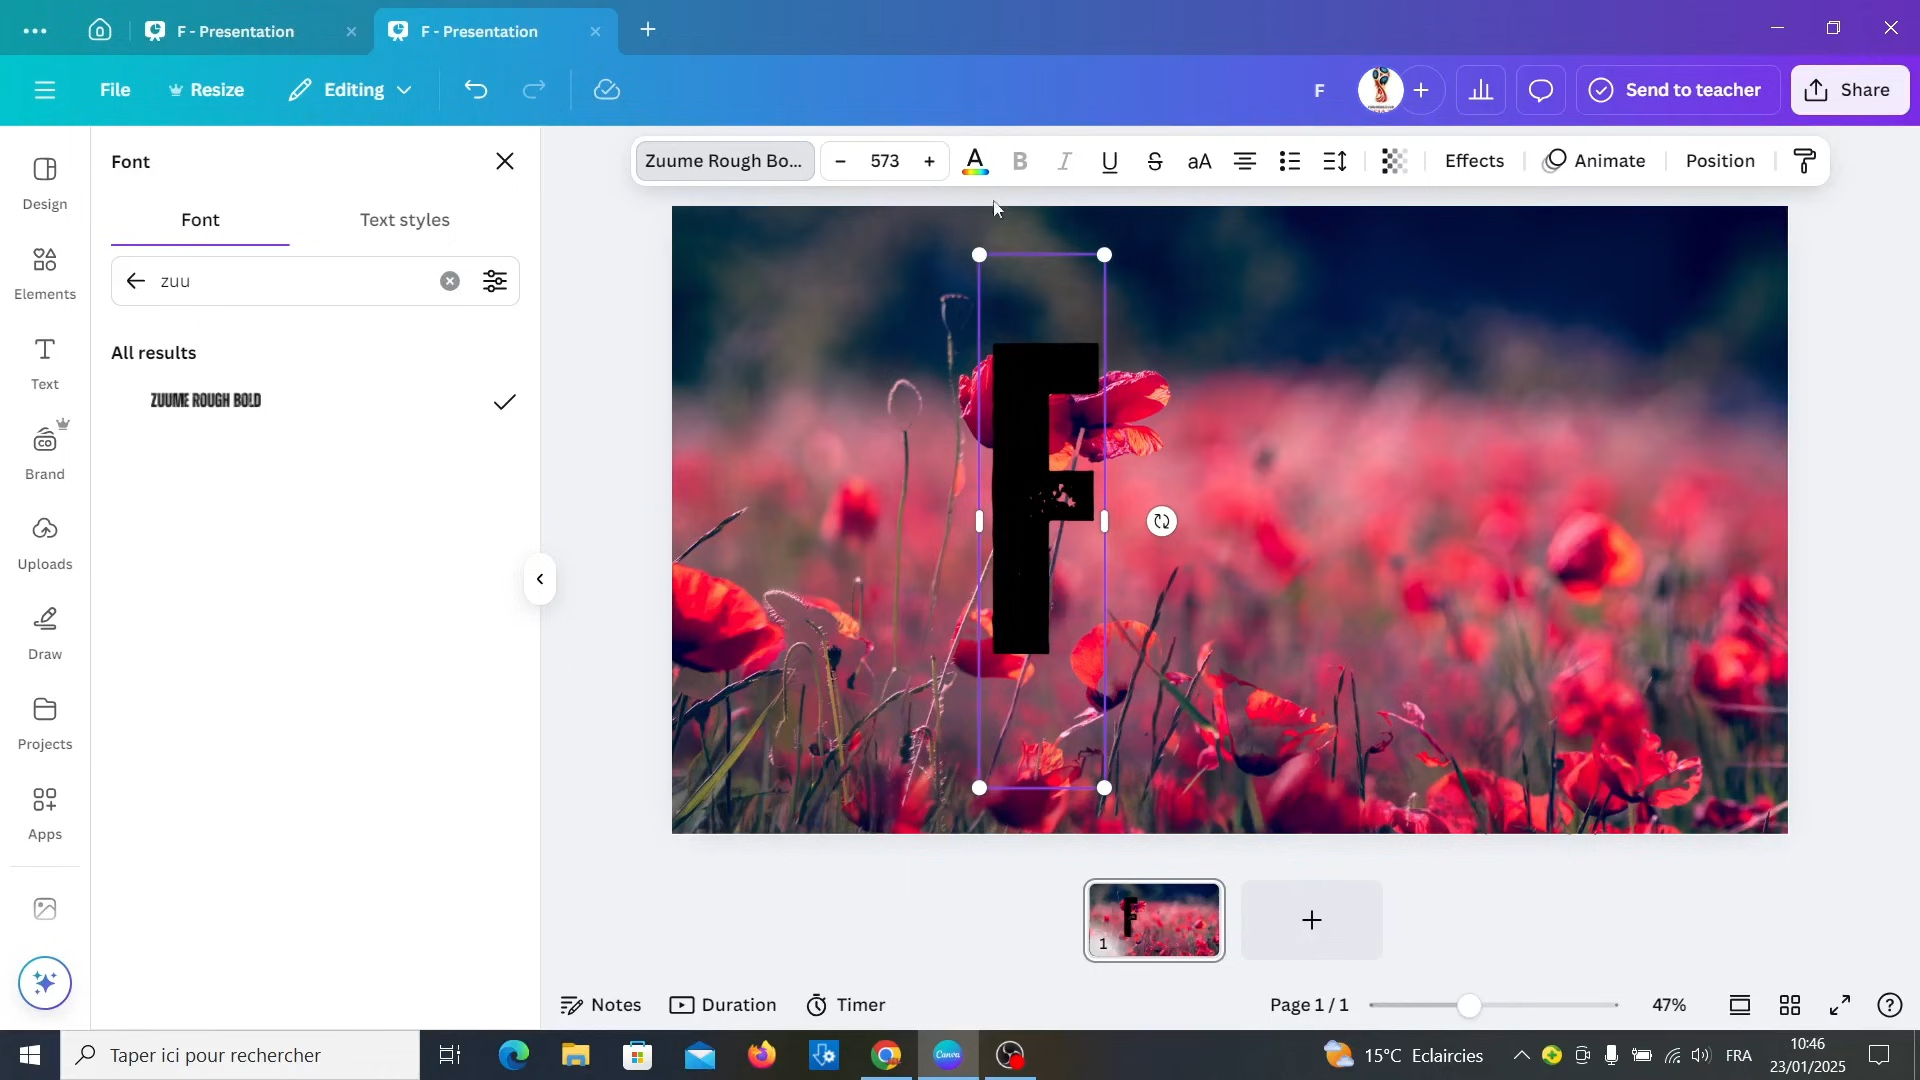 F - Presentation
F - Presentation
File
Resize
Editing
F
Send to teacher
Share
Font
Zuume Rough Bo...
573
A
B
I
U
S
aA
Effects
Animate
Position
Font
Text styles
zuu
All results
ZUUME ROUGH BOLD
Design
Elements
Text
Brand
Uploads
Draw
Projects
Apps
F
1
Notes
Duration
Timer
Page 1 / 1
47%
Taper ici pour rechercher
Canva
15°C Eclaircies
FRA
10:46
23/01/2025